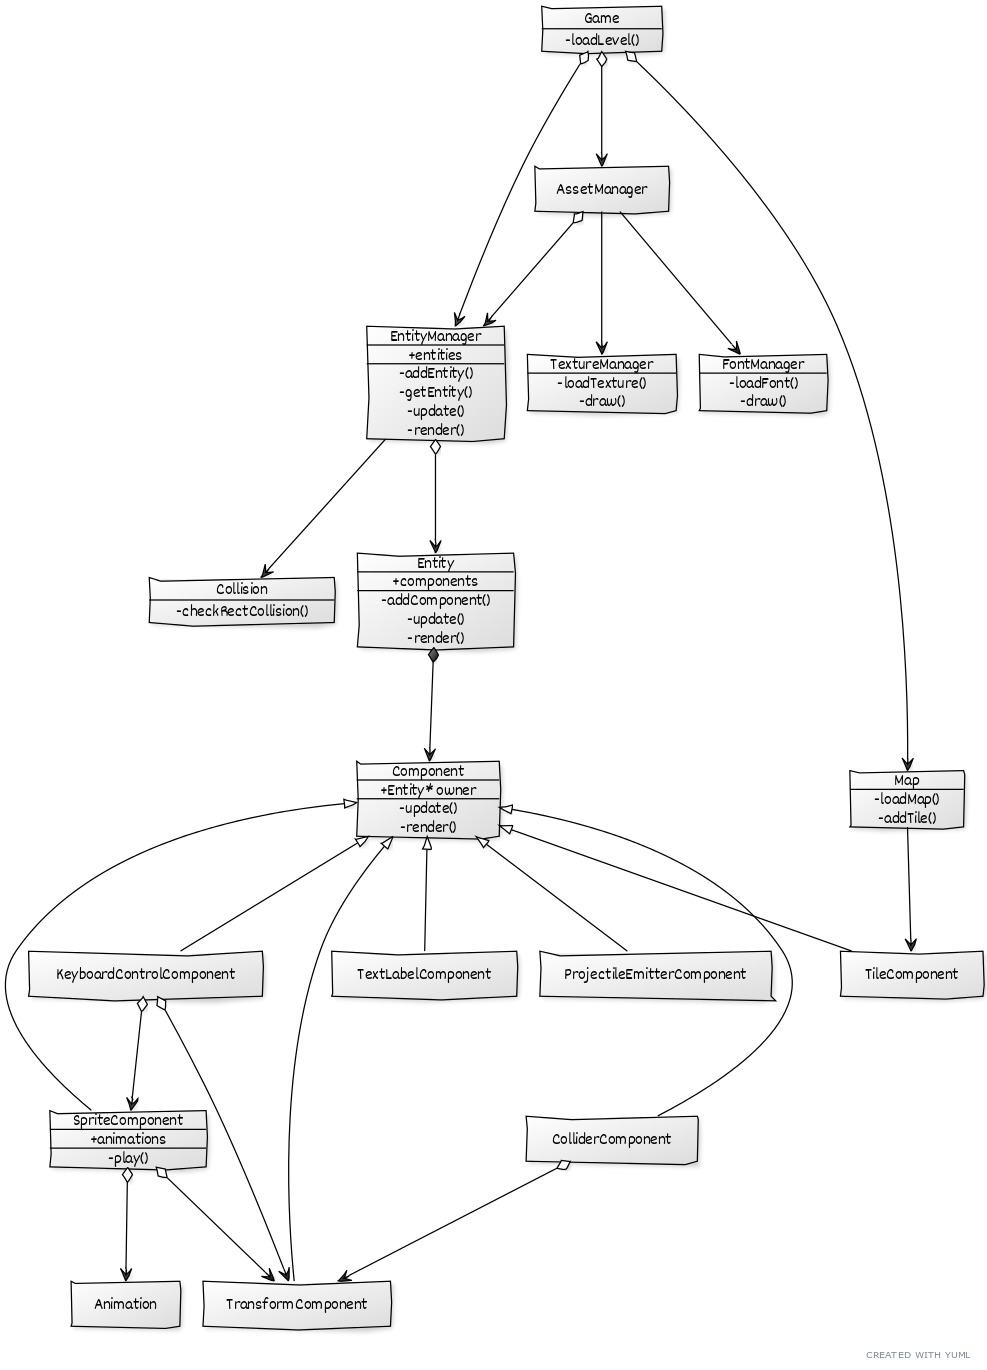 Game
-loadLevel()
AssetManager
EntityManager
+entities
-addEntity()
-getEntity()
-update()
-render()
TextureManager
-loadTexture()
-draw()
FontManager
-loadFont()
-draw()
Collision
-checkRectCollision()
Entity
+components
-addComponent()
-update()
-render()
Component
+Entity* owner
-update()
-render()
Map
-loadMap()
-addTile()
KeyboardControlComponent
TextLabelComponent
ProjectileEmitterComponent
TileComponent
SpriteComponent
+animations
-play()
ColliderComponent
Animation
TransformComponent
CREATED WITH YUML